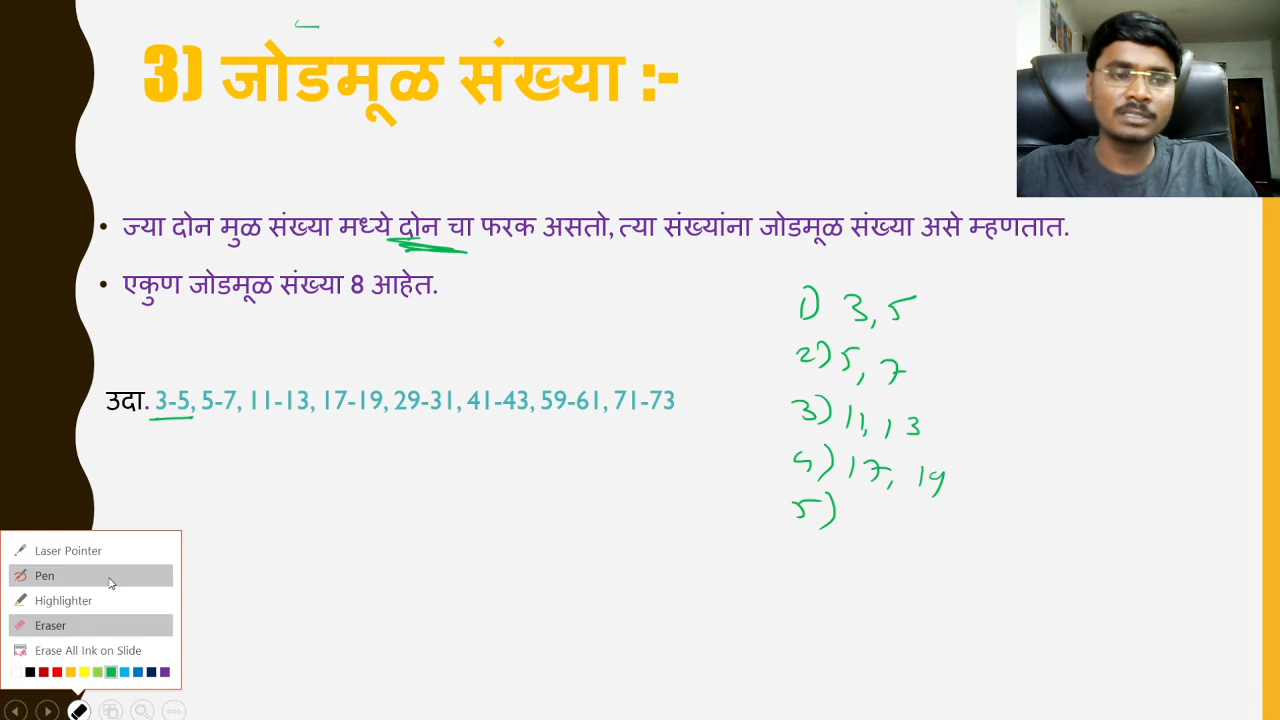 3) जोडमूळ संख्या :-
• ज्या दोन मुळ संख्या मध्ये दोन चा फरक असतो, त्या संख्यांना जोडमूळ संख्या असे म्हणतात.
• एकुण जोडमूळ संख्या 8 आहेत.
उदा. 3-5, 5-7, 11-13, 17-19, 29-31, 41-43, 59-61, 71-73
1) 3, 5
2) 5, 7
3) 11, 13
4) 17, 19
5)
Laser Pointer
Pen
Highlighter
Eraser
Erase All Ink on Slide